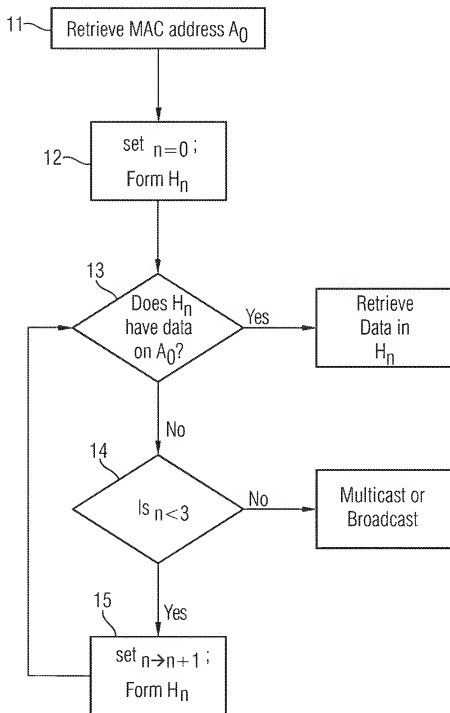 11
Retrieve MAC address A0
12
set n=0 ;
Form Hn
13
Does Hn
have data
on A0?
Yes
Retrieve
Data in
Hn
No
14
Is n<3
No
Multicast or
Broadcast
Yes
15
set n→n+1 ;
Form Hn